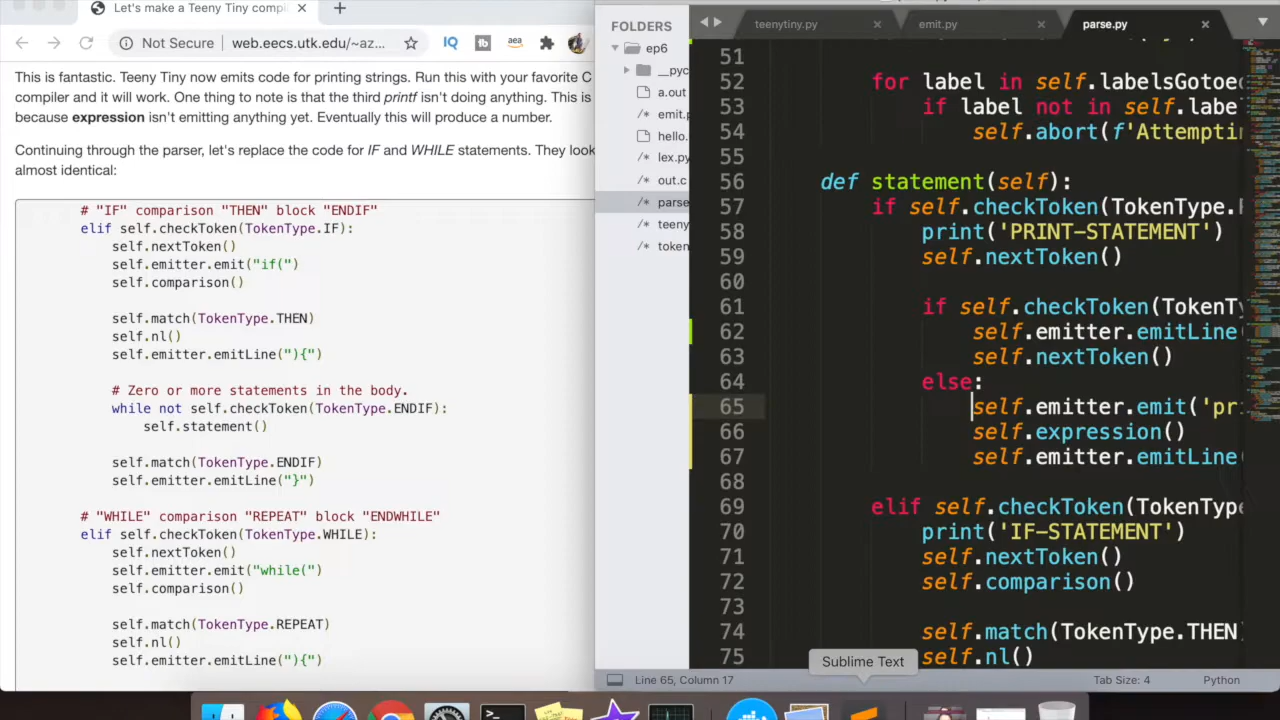 Let's make a Teeny Tiny compi
Not Secure
web.eecs.utk.edu/~az...
IQ
aea
This is fantastic. Teeny Tiny now emits code for printing strings. Run this with your favorite C
compiler and it will work. One thing to note is that the third printf isn't doing anything. This is
because expression isn't emitting anything yet. Eventually this will produce a number.
Continuing through the parser, let's replace the code for IF and WHILE statements. They look
almost identical:
# "IF" comparison "THEN" block "ENDIF"
elif self.checkToken(TokenType.IF):
self.nextToken()
self.emitter.emit("if(")
self.comparison()
self.match(TokenType.THEN)
self.nl()
self.emitter.emitLine("){")
# Zero or more statements in the body.
while not self.checkToken(TokenType.ENDIF):
self.statement()
self.match(TokenType.ENDIF)
self.emitter.emitLine("}")
# "WHILE" comparison "REPEAT" block "ENDWHILE"
elif self.checkToken(TokenType.WHILE):
self.nextToken()
self.emitter.emit("while(")
self.comparison()
self.match(TokenType.REPEAT)
self.nl()
self.emitter.emitLine("){")
FOLDERS
ep6
__pyc
a.out
emit.p
hello.
lex.py
out.c
parse
teeny
token
teenytiny.py
emit.py
parse.py
51
52 for label in self.labelsGotoed
53 if label not in self.label
54 self.abort(f'Attemptin
55
56 def statement(self):
57 if self.checkToken(TokenType.P
58 print('PRINT-STATEMENT')
59 self.nextToken()
60
61 if self.checkToken(TokenTy
62 self.emitter.emitLine(
63 self.nextToken()
64 else:
65 self.emitter.emit('pri
66 self.expression()
67 self.emitter.emitLine(
68
69 elif self.checkToken(TokenType
70 print('IF-STATEMENT')
71 self.nextToken()
72 self.comparison()
73
74 self.match(TokenType.THEN)
75 self.nl()
Sublime Text
Line 65, Column 17
Tab Size: 4
Python